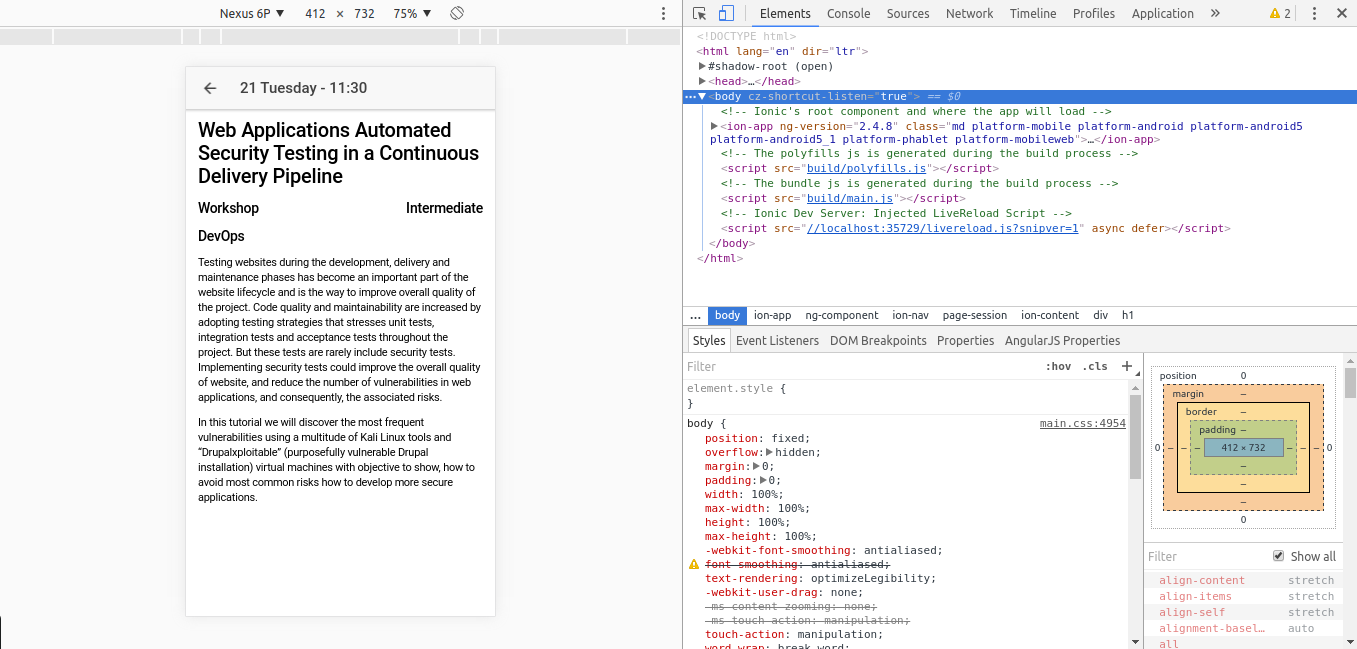 Nexus 6P ▼ 412 × 732 75% ▼
21 Tuesday - 11:30
Web Applications Automated
Security Testing in a Continuous
Delivery Pipeline
Workshop Intermediate
DevOps
Testing websites during the development, delivery and
maintenance phases has become an important part of the
website lifecycle and is the way to improve overall quality of
the project. Code quality and maintainability are increased by
adopting testing strategies that stresses unit tests,
integration tests and acceptance tests throughout the
project. But these tests are rarely include security tests.
Implementing security tests could improve the overall quality
of website, and reduce the number of vulnerabilities in web
applications, and consequently, the associated risks.
In this tutorial we will discover the most frequent
vulnerabilities using a multitude of Kali Linux tools and
“Drupalxploitable” (purposefully vulnerable Drupal
installation) virtual machines with objective to show, how to
avoid most common risks how to develop more secure
applications.
Elements Console Sources Network Timeline Profiles Application » 2
<!DOCTYPE html>
<html lang="en" dir="ltr">
▶#shadow-root (open)
▶<head>…</head>
…▼<body cz-shortcut-listen="true"> == $0
<!-- Ionic's root component and where the app will load -->
▶<ion-app ng-version="2.4.8" class="md platform-mobile platform-android platform-android5
platform-android5_1 platform-phablet platform-mobileweb">…</ion-app>
<!-- The polyfills js is generated during the build process -->
<script src="build/polyfills.js"></script>
<!-- The bundle js is generated during the build process -->
<script src="build/main.js"></script>
<!-- Ionic Dev Server: Injected LiveReload Script -->
<script src="//localhost:35729/livereload.js?snipver=1" async defer></script>
</body>
</html>
... body ion-app ng-component ion-nav page-session ion-content div h1
Styles Event Listeners DOM Breakpoints Properties AngularJS Properties
Filter :hov .cls +
element.style {
}
body { main.css:4954
position: fixed;
overflow:▶hidden;
margin:▶0;
padding:▶0;
width: 100%;
max-width: 100%;
height: 100%;
max-height: 100%;
-webkit-font-smoothing: antialiased;
font-smoothing: antialiased;
text-rendering: optimizeLegibility;
-webkit-user-drag: none;
-ms-content-zooming: none;
-ms-touch-action: manipulation;
touch-action: manipulation;
word-wrap: break-word;
position 0
margin –
border –
padding –
0 – – – 412 × 732 – – – 0
–
–
–
0
Filter Show all
align-content stretch
align-items stretch
align-self stretch
alignment-basel… auto
all